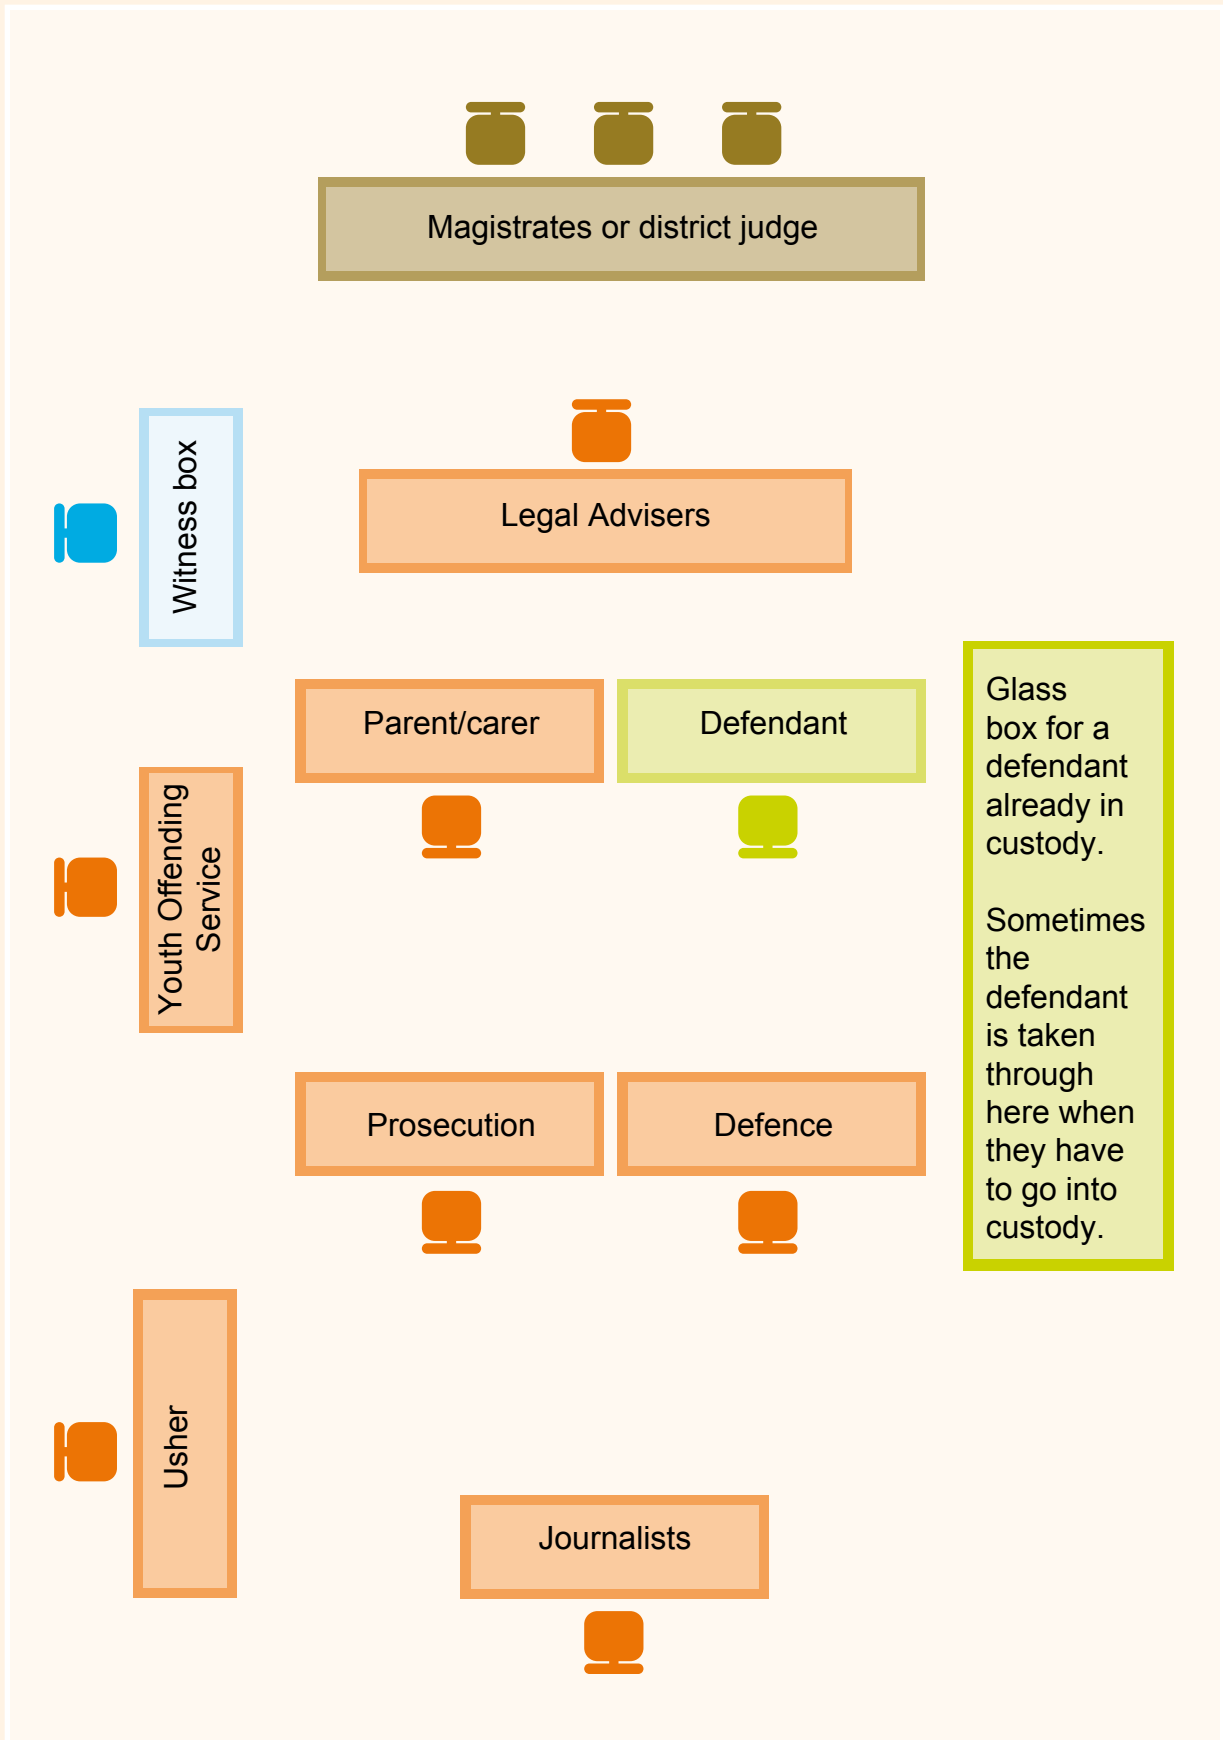 Magistrates or district judge
Witness box
Legal Advisers
Parent/carer
Defendant
Glass
box for a
defendant
already in
custody.
Sometimes
the
defendant
is taken
through
here when
they have
to go into
custody.
Youth Offending
Service
Prosecution
Defence
Usher
Journalists